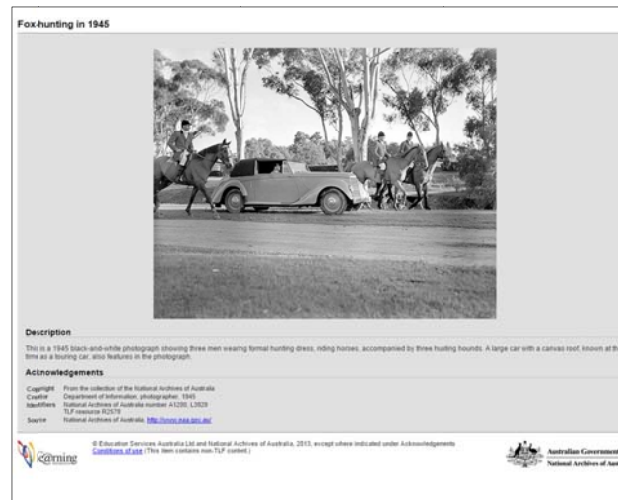 Fox-hunting in 1945
Description
This is a 1945 black-and-white photograph showing three men wearing formal hunting dress, riding horses, accompanied by three hunting hounds. A large car with a canvas roof, known at the
time as a touring car, also features in the photograph.
Acknowledgements
Copyright From the collection of the National Archives of Australia
Creator Department of Information, photographer, 1945
Identifiers National Archives of Australia number A1200, L3828
TLF resource R2578
Source National Archives of Australia, http://www.naa.gov.au/
© Education Services Australia Ltd and National Archives of Australia, 2013, except where indicated under Acknowledgements
Conditions of use (This item contains non-TLF content.)
Australian Government
National Archives of Aust